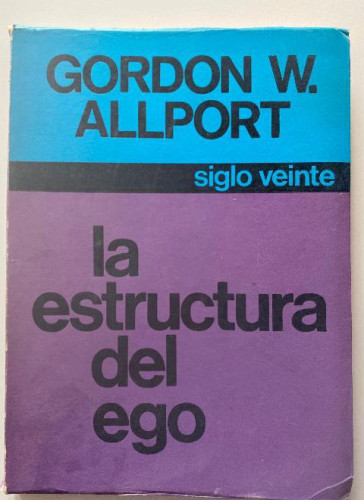 GORDON W.
ALLPORT
siglo veinte
la
estructura
del
ego